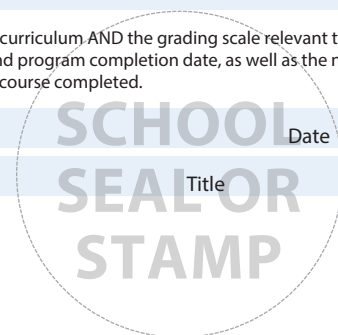 curriculum AND the grading scale relevant t
nd program completion date, as well as the n
course completed.
SCHOOL
Date
SEAL OR
Title
STAMP